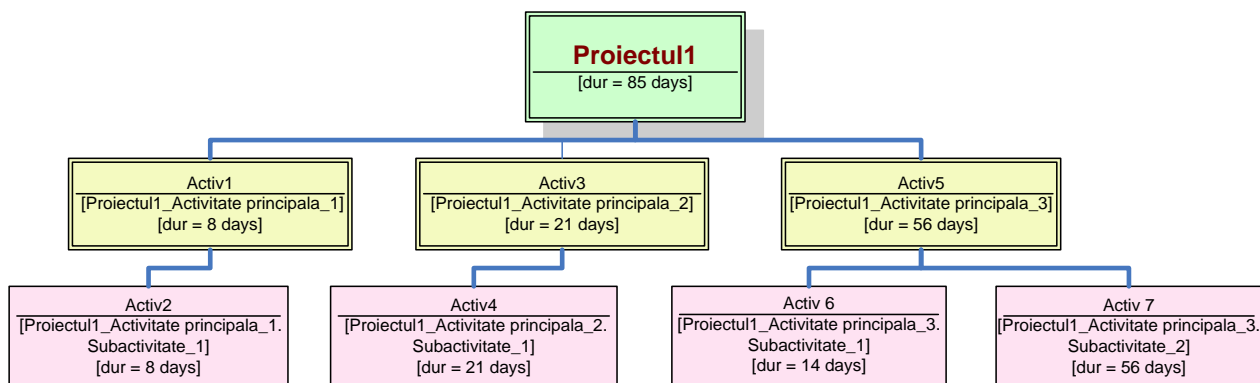 Proiectul1
[dur = 85 days]
Activ1
[Proiectul1_Activitate principala_1]
[dur = 8 days]
Activ3
[Proiectul1_Activitate principala_2]
[dur = 21 days]
Activ5
[Proiectul1_Activitate principala_3]
[dur = 56 days]
Activ2
[Proiectul1_Activitate principala_1.
Subactivitate_1]
[dur = 8 days]
Activ4
[Proiectul1_Activitate principala_2.
Subactivitate_1]
[dur = 21 days]
Activ 6
[Proiectul1_Activitate principala_3.
Subactivitate_1]
[dur = 14 days]
Activ 7
[Proiectul1_Activitate principala_3.
Subactivitate_2]
[dur = 56 days]